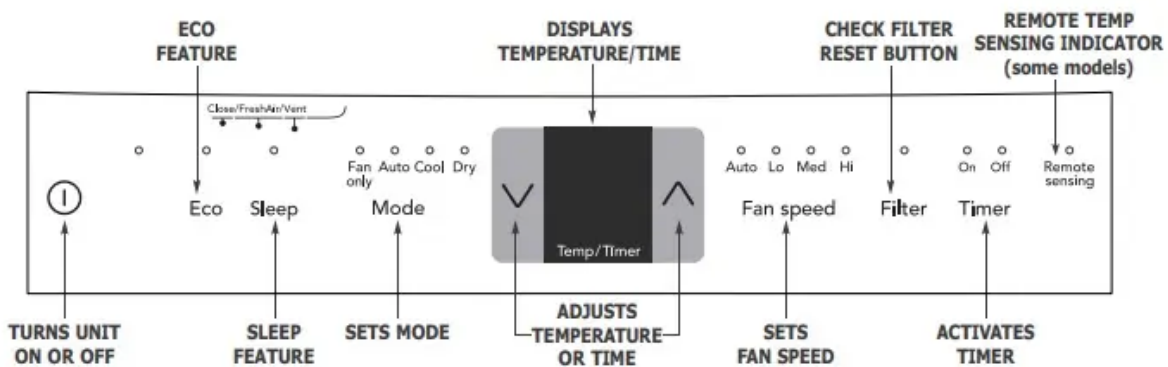 ECO
FEATURE
DISPLAYS
TEMPERATURE/TIME
CHECK FILTER
RESET BUTTON
REMOTE TEMP
SENSING INDICATOR
(some models)
Close/FreshAir/Vent
Fan only
Auto
Cool
Dry
Auto
Lo
Med
Hi
On
Off
Remote sensing
Eco
Sleep
Mode
Temp/Timer
Fan speed
Filter
Timer
TURNS UNIT
ON OR OFF
SLEEP
FEATURE
SETS MODE
ADJUSTS
TEMPERATURE
OR TIME
SETS
FAN SPEED
ACTIVATES
TIMER